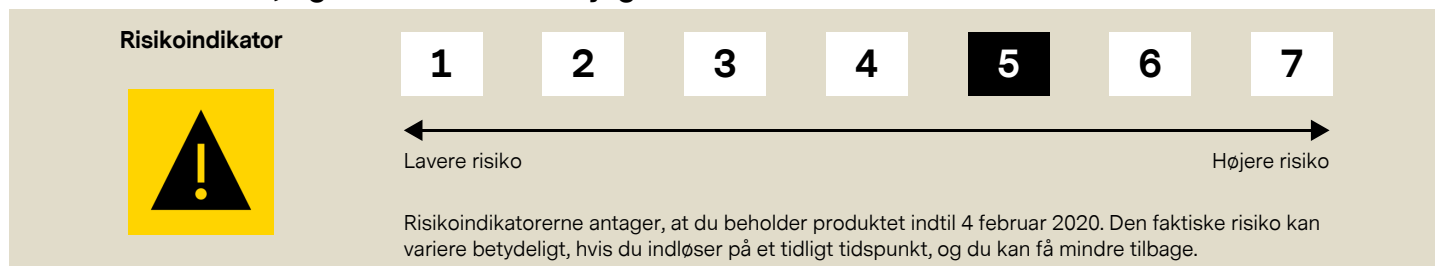 Risikoindikator
1 2 3 4 5 6 7
Lavere risiko Højere risiko
Risikoindikatorerne antager, at du beholder produktet indtil 4 februar 2020. Den faktiske risiko kan
variere betydeligt, hvis du indløser på et tidligt tidspunkt, og du kan få mindre tilbage.